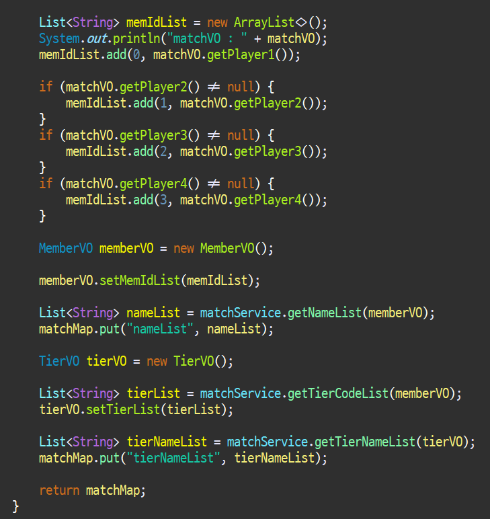 List<String> memIdList = new ArrayList<>();
System.out.println("matchVO : " + matchVO);
memIdList.add(0, matchVO.getPlayer1());
if (matchVO.getPlayer2() != null) {
memIdList.add(1, matchVO.getPlayer2());
}
if (matchVO.getPlayer3() != null) {
memIdList.add(2, matchVO.getPlayer3());
}
if (matchVO.getPlayer4() != null) {
memIdList.add(3, matchVO.getPlayer4());
}
MemberVO memberVO = new MemberVO();
memberVO.setMemIdList(memIdList);
List<String> nameList = matchService.getNameList(memberVO);
matchMap.put("nameList", nameList);
TierVO tierVO = new TierVO();
List<String> tierList = matchService.getTierCodeList(memberVO);
tierVO.setTierList(tierList);
List<String> tierNameList = matchService.getTierNameList(tierVO);
matchMap.put("tierNameList", tierNameList);
return matchMap;
}